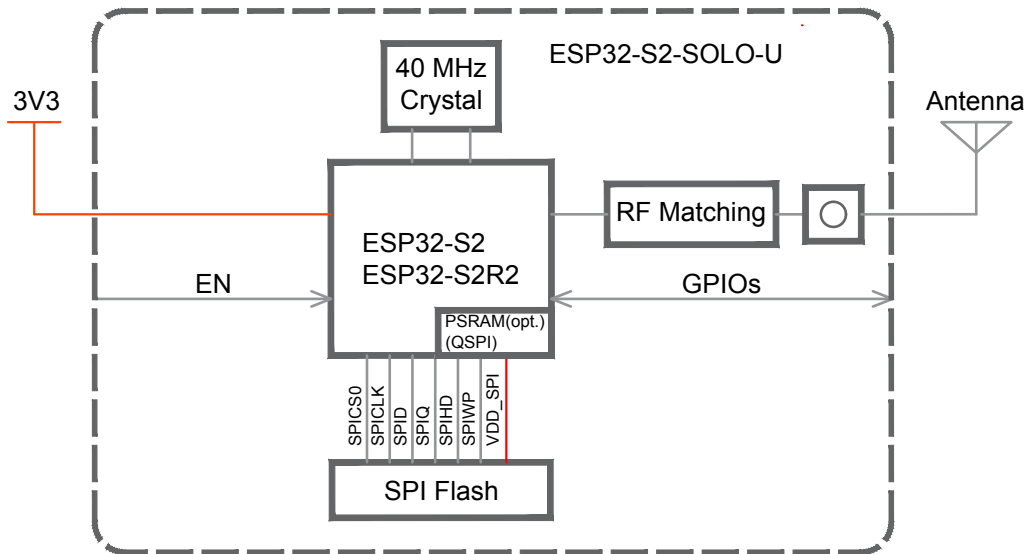 ESP32-S2-SOLO-U
40 MHz
Crystal
3V3
Antenna
RF Matching
ESP32-S2
ESP32-S2R2
EN
GPIOs
PSRAM(opt.)
(QSPI)
SPICS0
SPICLK
SPID
SPIQ
SPIHD
SPIWP
VDD_SPI
SPI Flash